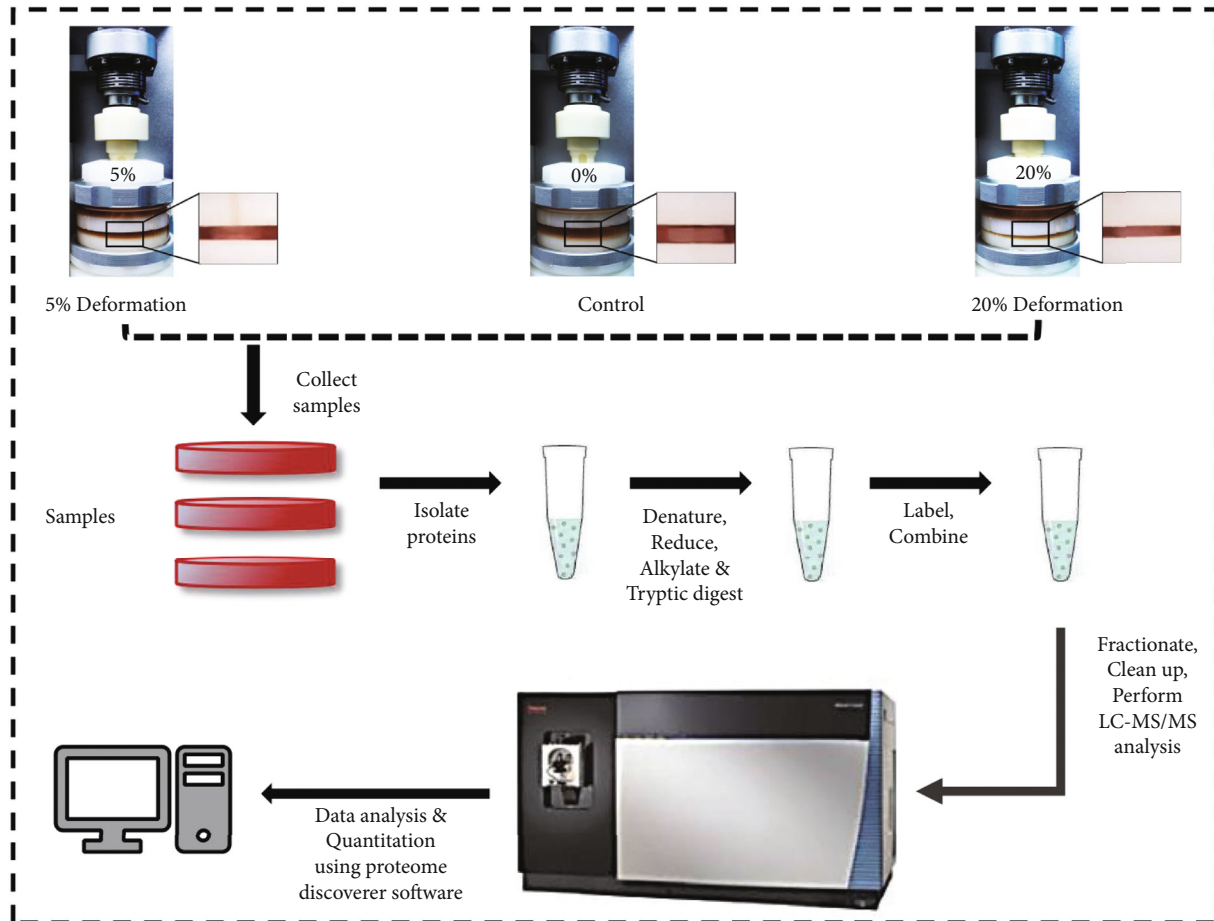 5%
0%
20%
5% Deformation
Control
20% Deformation
Collect
samples
Samples
Isolate
proteins
Denature,
Reduce,
Alkylate &
Tryptic digest
Label,
Combine
Fractionate,
Clean up,
Perform
LC-MS/MS
analysis
Data analysis &
Quantitation
using proteome
discoverer software